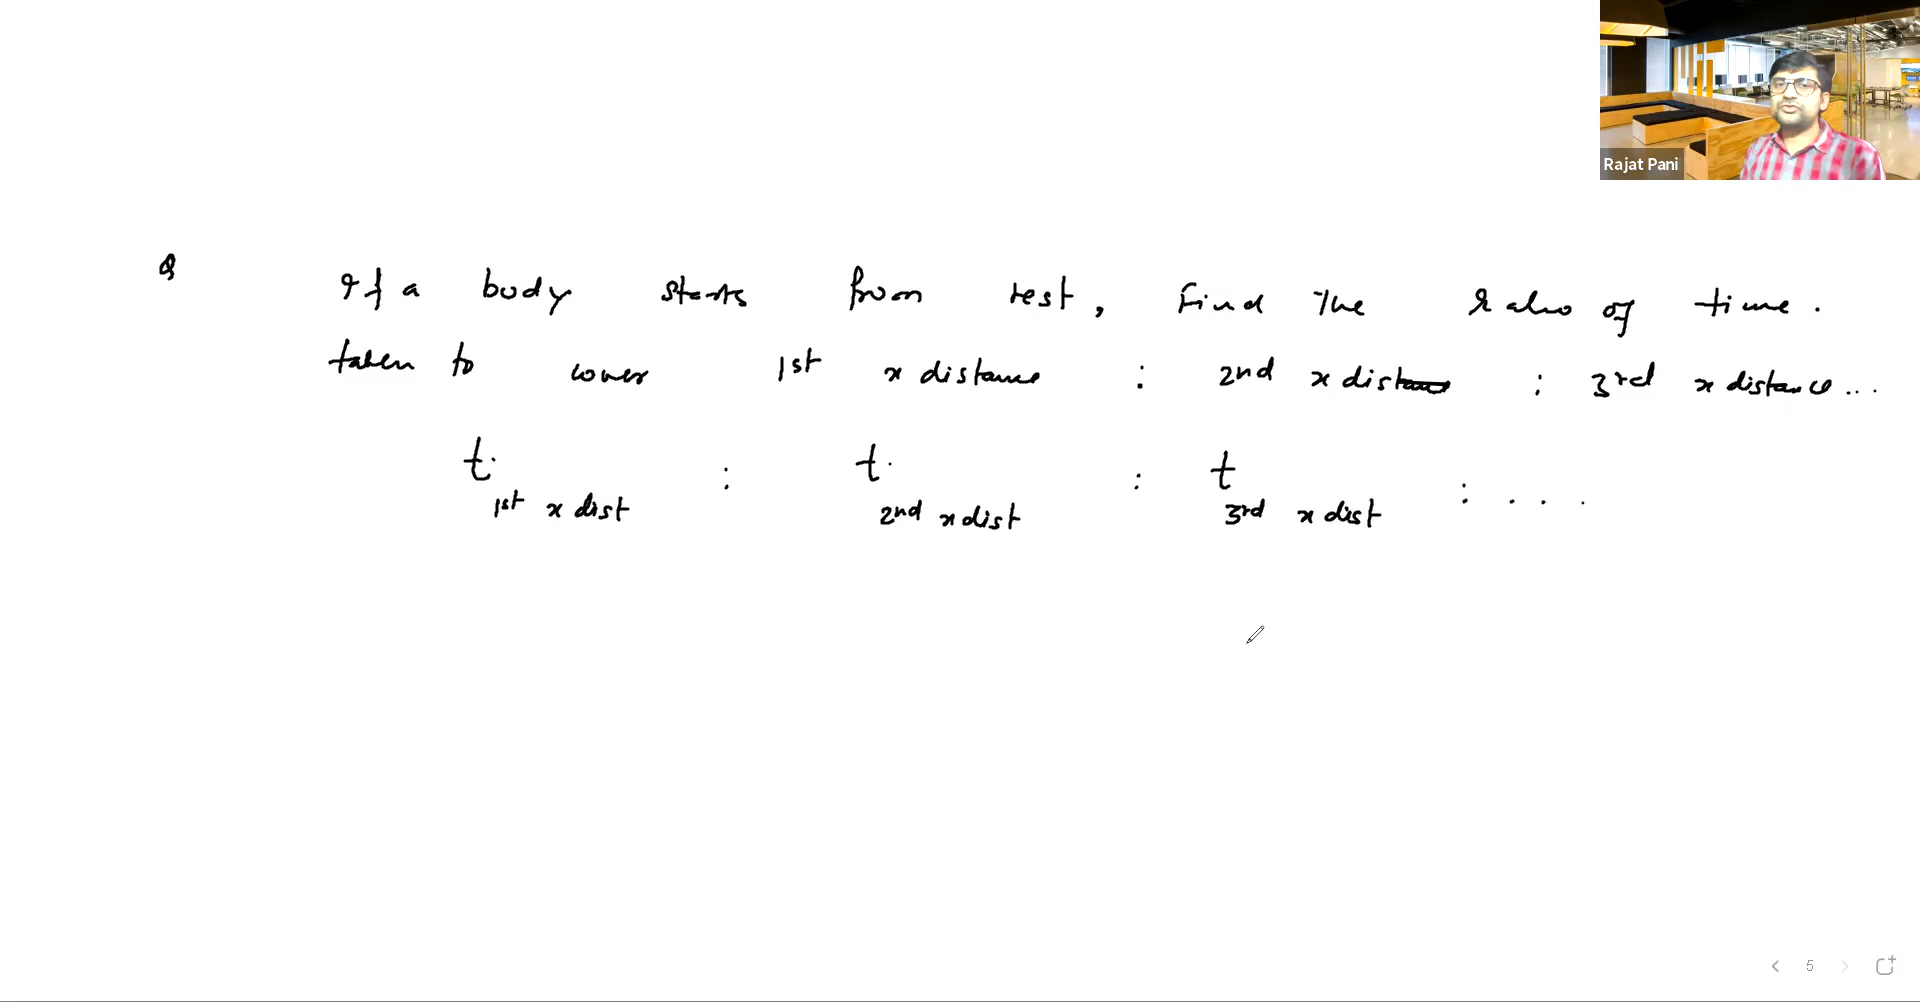 Rajat Pani
Q If a body starts from rest, Find the Ratio of time.
taken to cover 1st x distance : 2nd x distance : 3rd x distance...
t 1st x dist : t 2nd x dist : t 3rd x dist : ....
5